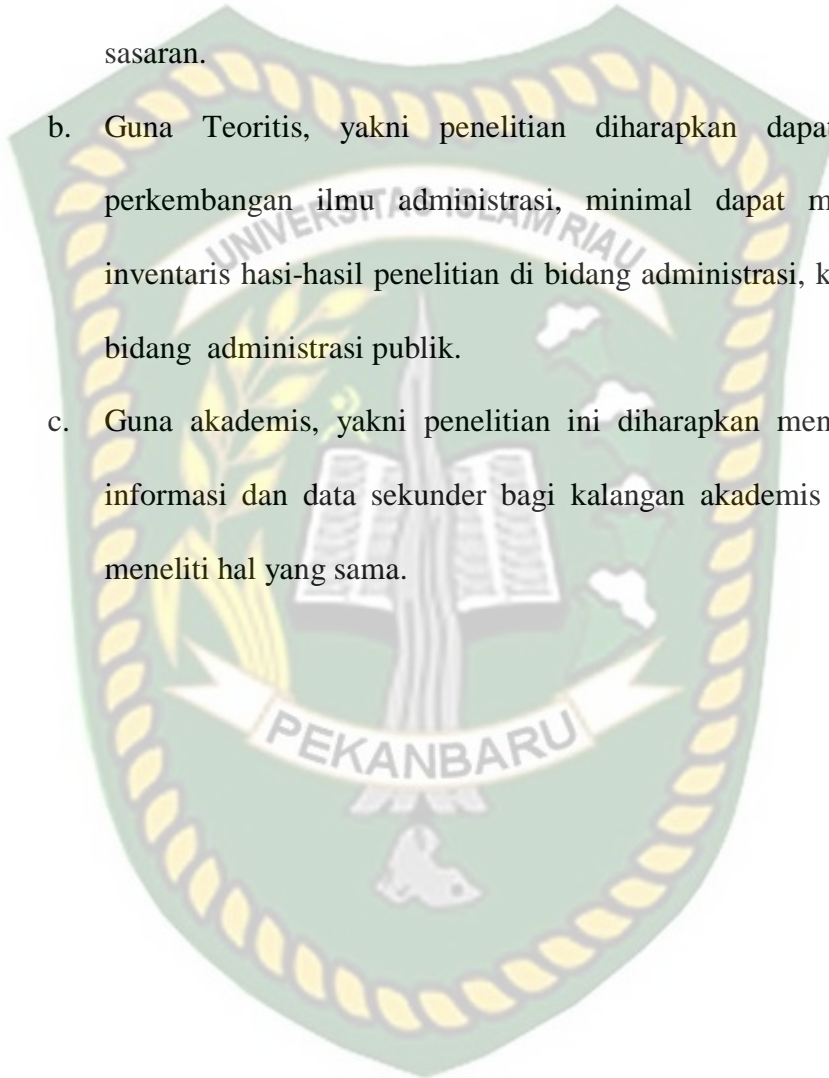 sasaran.
b. Guna Teoritis, yakni penelitian diharapkan dapat
perkembangan ilmu administrasi, minimal dapat
UNIVERSITAS ISLAM RIAU
inventaris hasi-hasil penelitian di bidang administrasi,
bidang administrasi publik.
c. Guna akademis, yakni penelitian ini diharapkan
informasi dan data sekunder bagi kalangan akademis
meneliti hal yang sama.
PEKANBARU